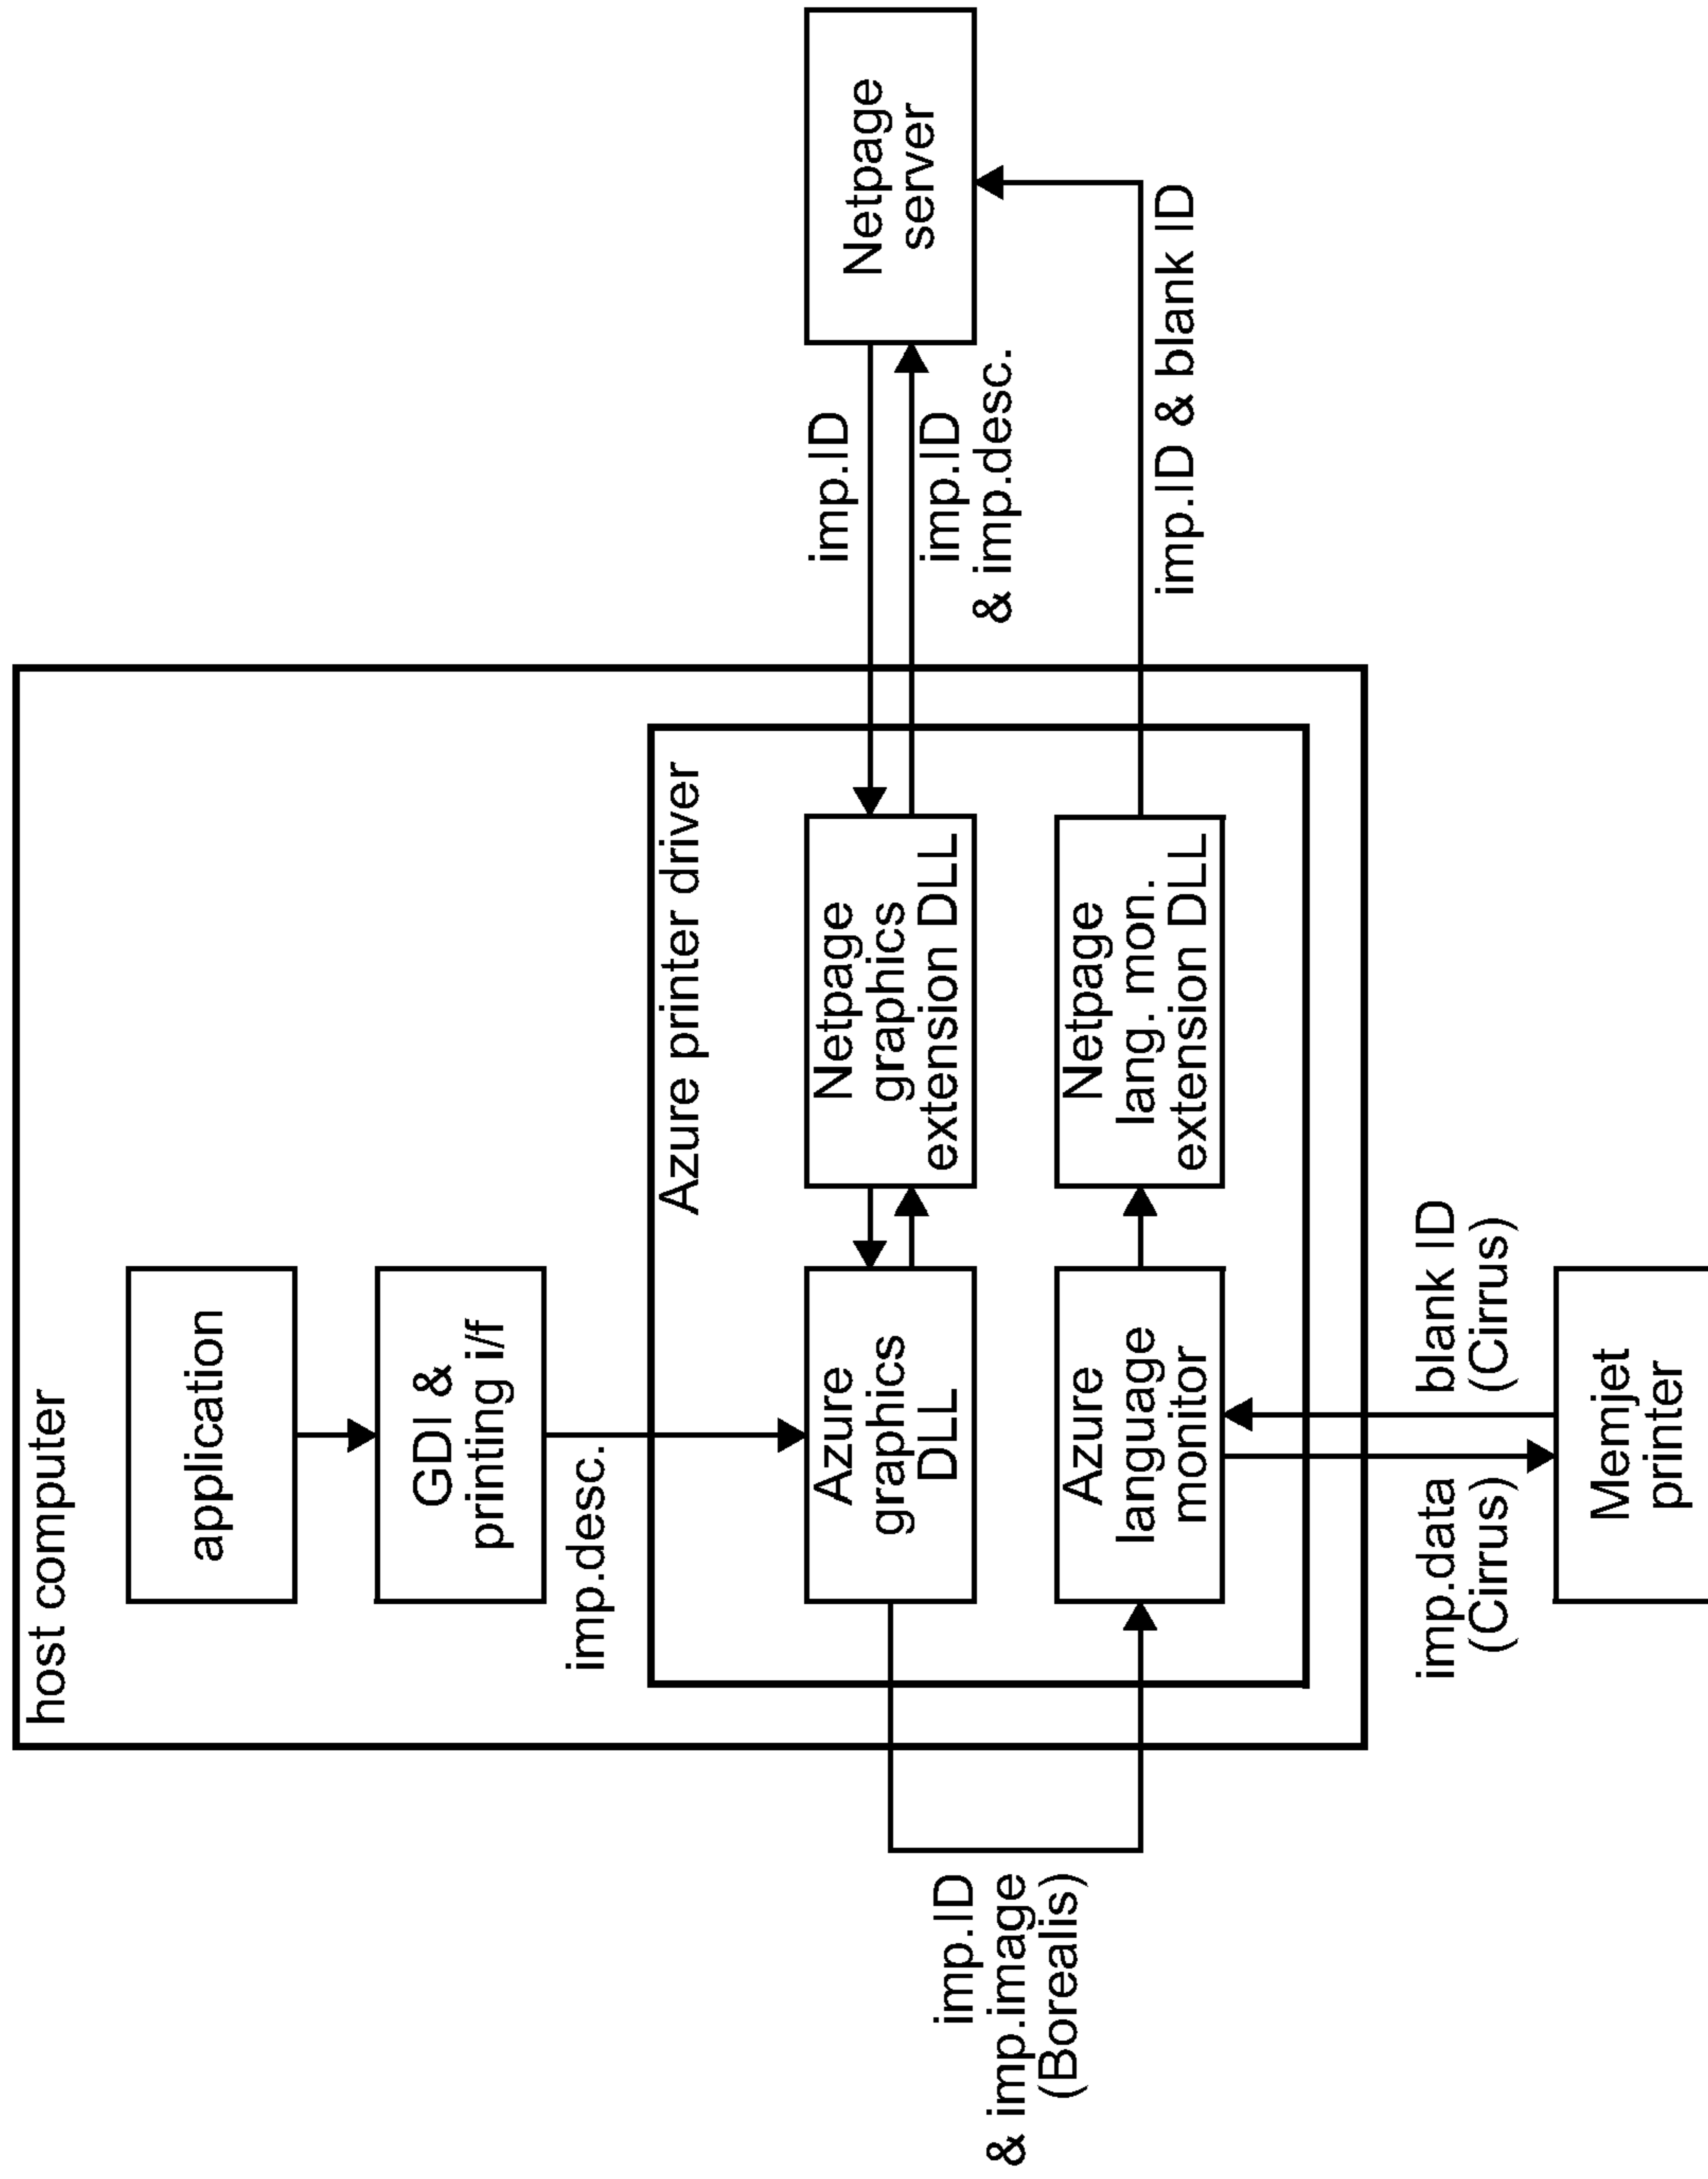 host computer
application
GDI &
printing i/f
imp.desc.
Azure printer driver
Azure
graphics
DLL
Netpage
graphics
extension DLL
imp.ID
imp.ID
& imp.desc.
Netpage
server
imp.ID
& imp.image
(Borealis)
Azure
language
monitor
Netpage
lang. mon.
extension DLL
imp.ID & blank ID
imp.data
(Cirrus)
blank ID
(Cirrus)
Memjet
printer